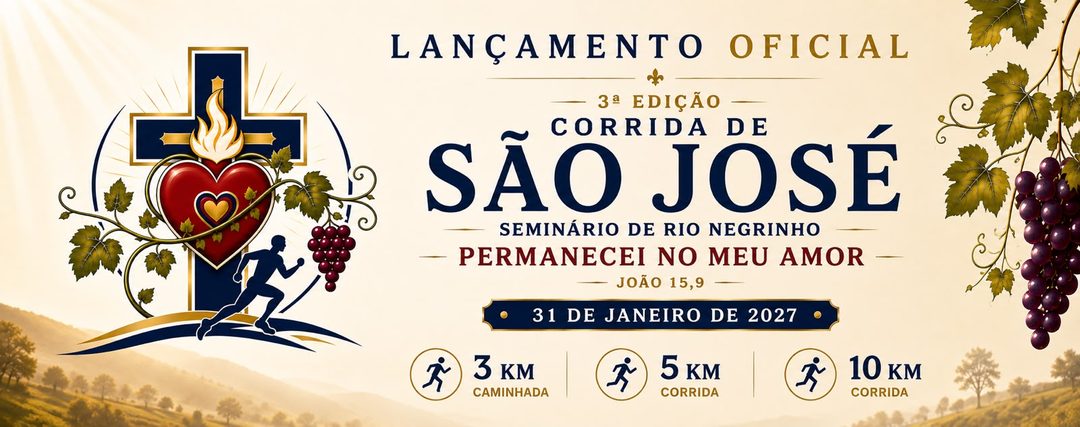 LANÇAMENTO OFICIAL
3ª EDIÇÃO
CORRIDA DE
SÃO JOSÉ
SEMINÁRIO DE RIO NEGRINHO
PERMANECEI NO MEU AMOR
JOÃO 15,9
31 DE JANEIRO DE 2027
3 KM
CAMINHADA
5 KM
CORRIDA
10 KM
CORRIDA